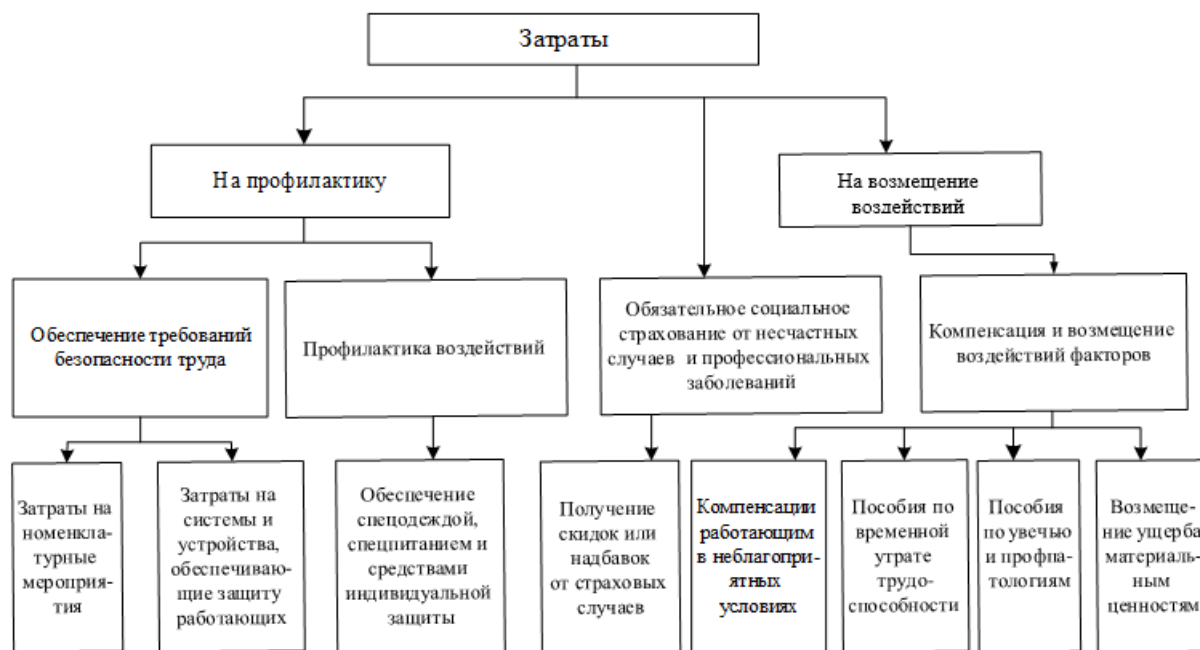 Затраты
На профилактику
На возмещение
воздействий
Обеспечение требований
безопасности труда
Профилактика воздействий
Обязательное социальное
страхование от несчастных
случаев и профессиональных
заболеваний
Компенсация и возмещение
воздействий факторов
Затраты на
номенкла-
турные
мероприя-
тия
Затраты на
системы и
устройства,
обеспечиваю-
щие защиту
работающих
Обеспечение
спецодеждой,
спецпитанием и
средствами
индивидуальной
защиты
Получение
скидок или
надбавок
от страховых
случаев
Компенсации
работающим
в неблагопри-
ятных
условиях
Пособия по
временной
утрате
трудо-
способности
Пособия
по увечью
и профпа-
тологиям
Возмеще-
ние ущерба
материаль-
ным
ценностям